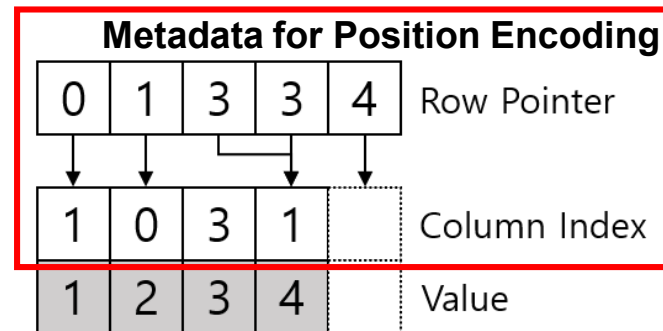 Metadata for Position Encoding
0 1 3 3 4 Row Pointer
1 0 3 1 Column Index
1 2 3 4 Value